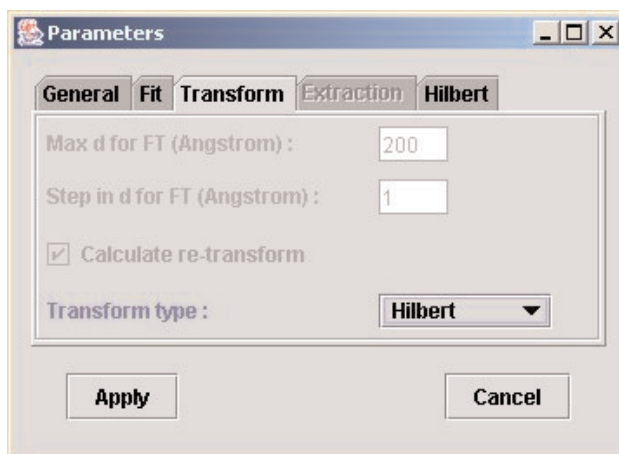 Parameters
General Fit Transform Extraction Hilbert
Max d for FT (Angstrom) : 200
Step in d for FT (Angstrom) : 1
Calculate re-transform
Transform type : Hilbert
Apply Cancel